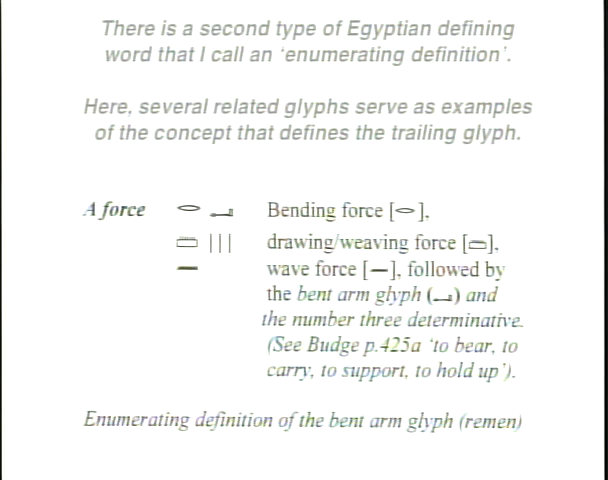 There is a second type of Egyptian defining
word that I call an ‘enumerating definition’.
Here, several related glyphs serve as examples
of the concept that defines the trailing glyph.
A force 𓂋 𓂝 Bending force [𓂋],
𓏠 ||| drawing/weaving force [𓏠],
– wave force [–], followed by
the bent arm glyph (𓂝) and
the number three determinative.
(See Budge p.425a ‘to bear, to
carry, to support, to hold up’).
Enumerating definition of the bent arm glyph (remen)